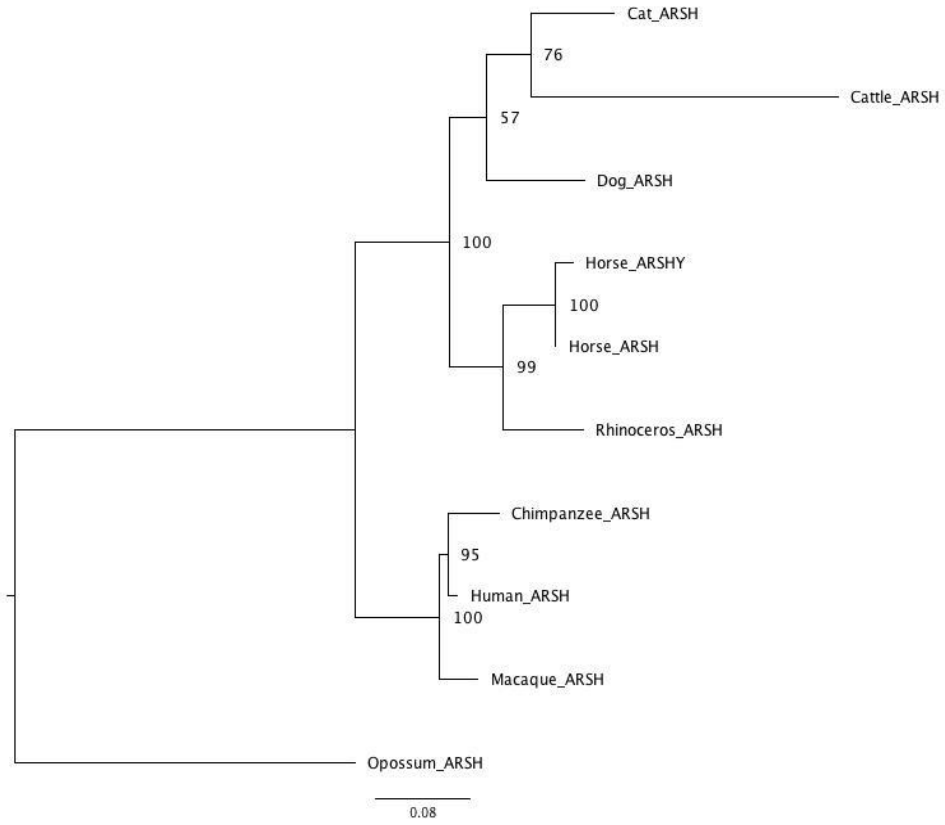 Cat_ARSH
76
Cattle_ARSH
57
Dog_ARSH
100
Horse_ARSHY
100
Horse_ARSH
99
Rhinoceros_ARSH
Chimpanzee_ARSH
95
Human_ARSH
100
Macaque_ARSH
Opossum_ARSH
0.08